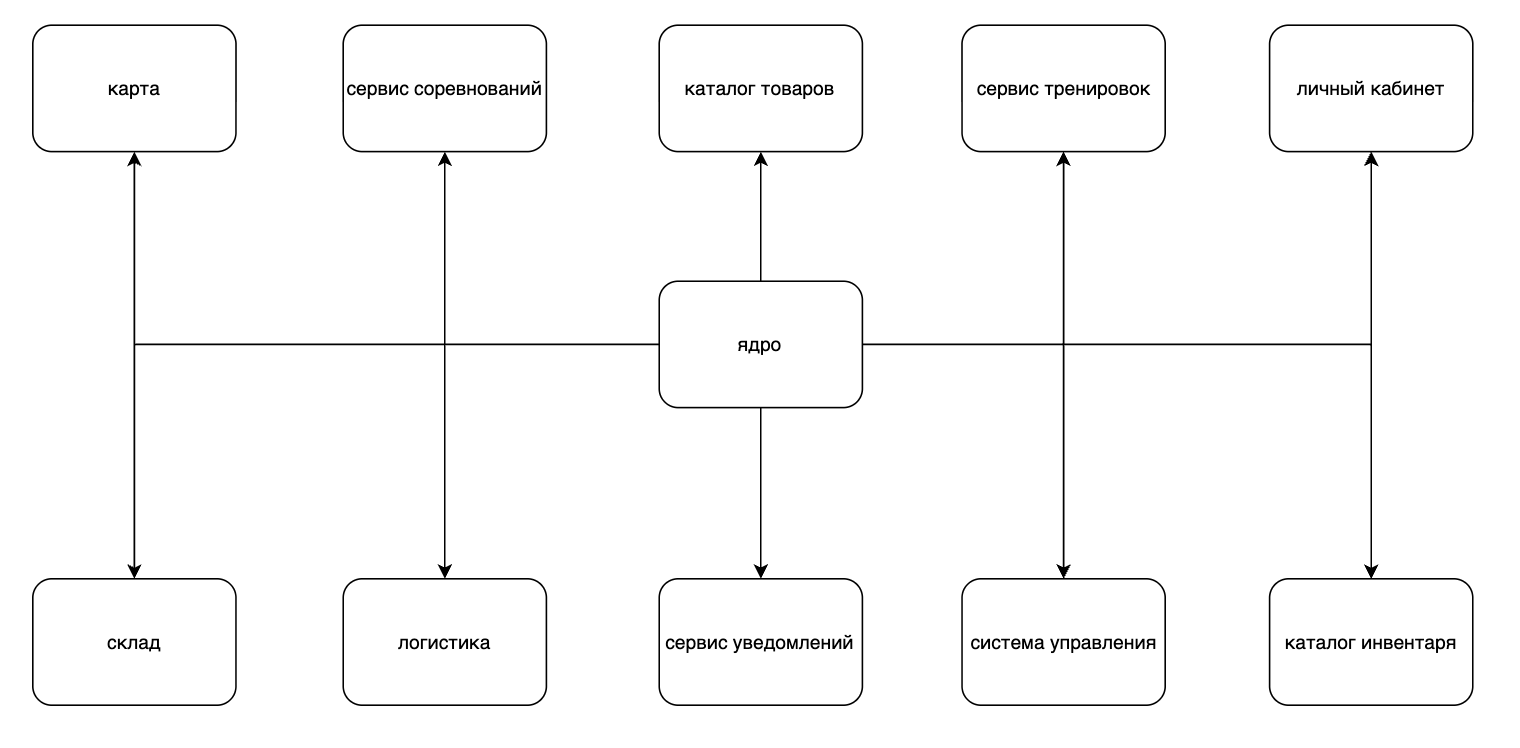 карта
сервис соревнований
каталог товаров
сервис тренировок
личный кабинет
ядро
склад
логистика
сервис уведомлений
система управления
каталог инвентаря